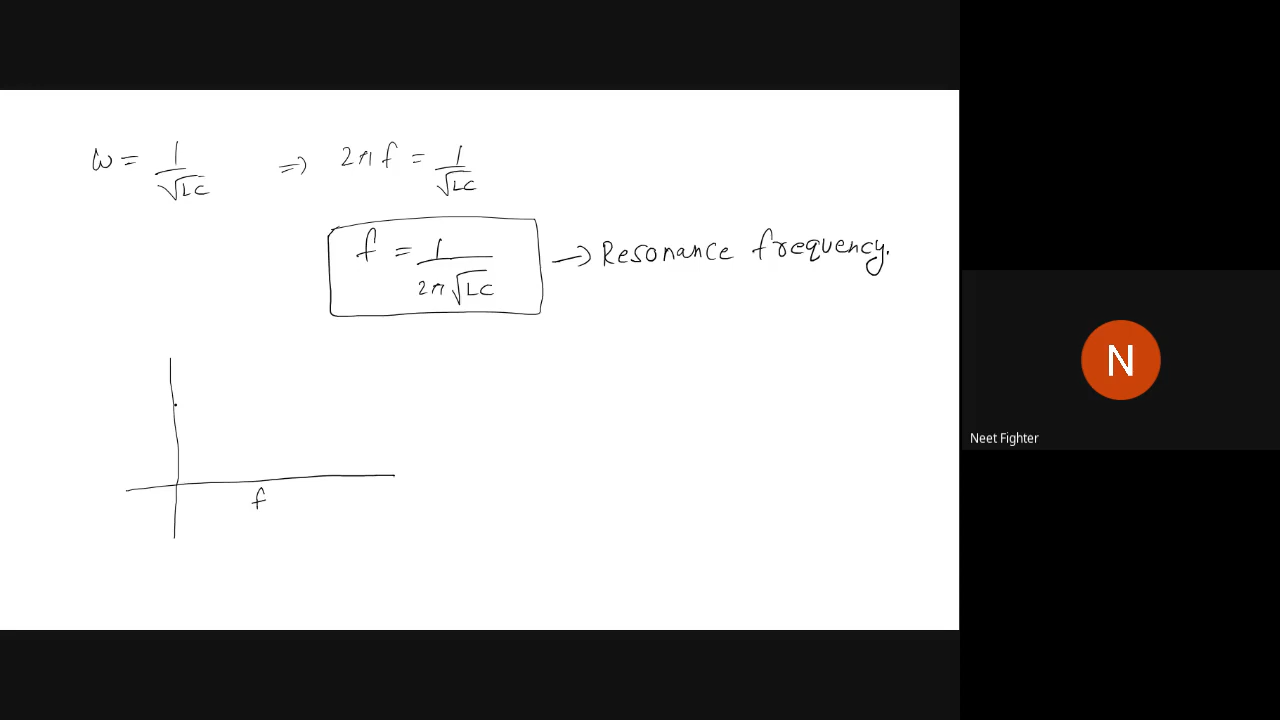 ω = 1/√LC ⇒ 2πf = 1/√LC
f = 1/2π√LC → Resonance frequency.
f
N
Neet Fighter